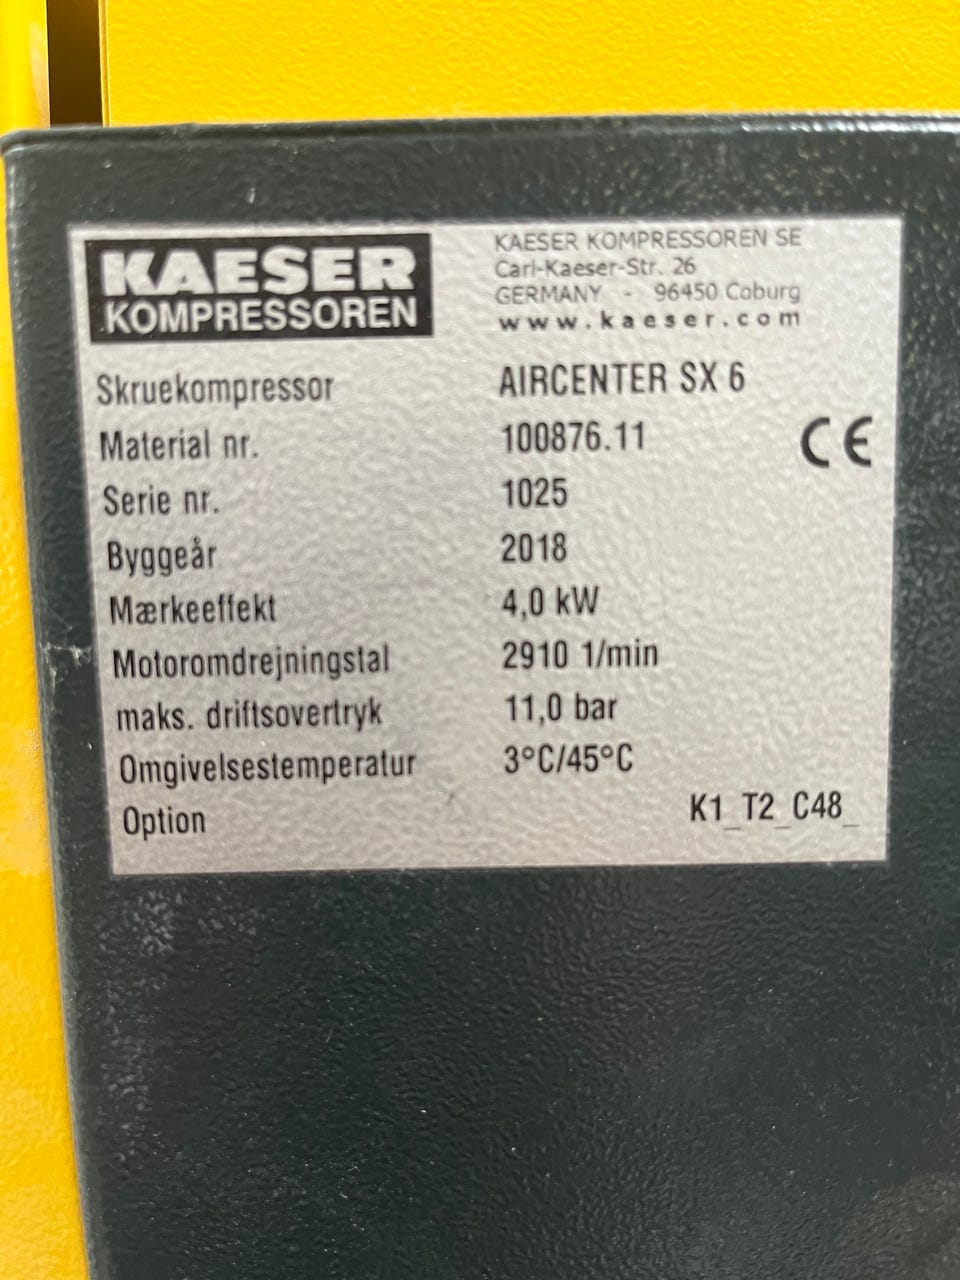 KAESER
KOMPRESSOREN
KAESER KOMPRESSOREN SE
Carl-Kaeser-Str. 26
GERMANY - 96450 Coburg
www.kaeser.com
Skruekompressor AIRCENTER SX 6
Material nr. 100876.11
CE
Serie nr. 1025
Byggeår 2018
Mærkeeffekt 4,0 kW
Motoromdrejningstal 2910 1/min
maks. driftsovertryk 11,0 bar
Omgivelsestemperatur 3°C/45°C
Option K1_T2_C48_